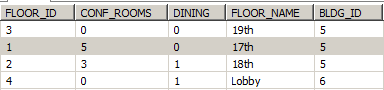 FLOOR_ID CONF_ROOMS DINING FLOOR_NAME BLDG_ID
3 0 0 19th 5
1 5 0 17th 5
2 3 1 18th 5
4 0 1 Lobby 6